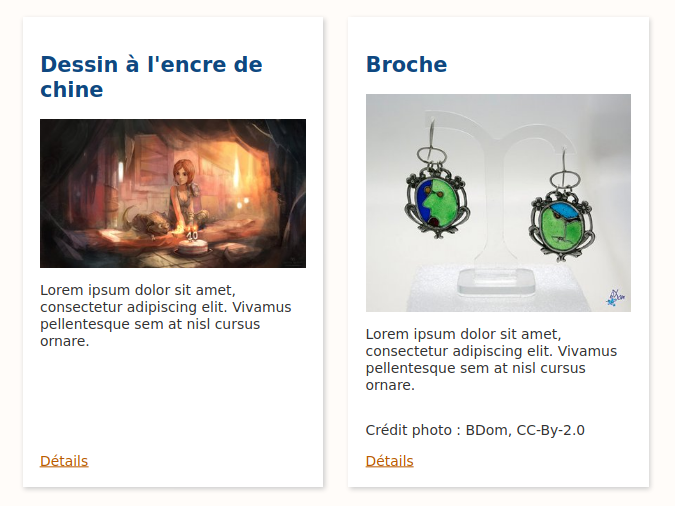 Dessin à l'encre de
chine
40
Lorem ipsum dolor sit amet,
consectetur adipiscing elit. Vivamus
pellentesque sem at nisl cursus
ornare.
Détails
Broche
Lorem ipsum dolor sit amet,
consectetur adipiscing elit. Vivamus
pellentesque sem at nisl cursus
ornare.
Crédit photo : BDom, CC-By-2.0
Détails